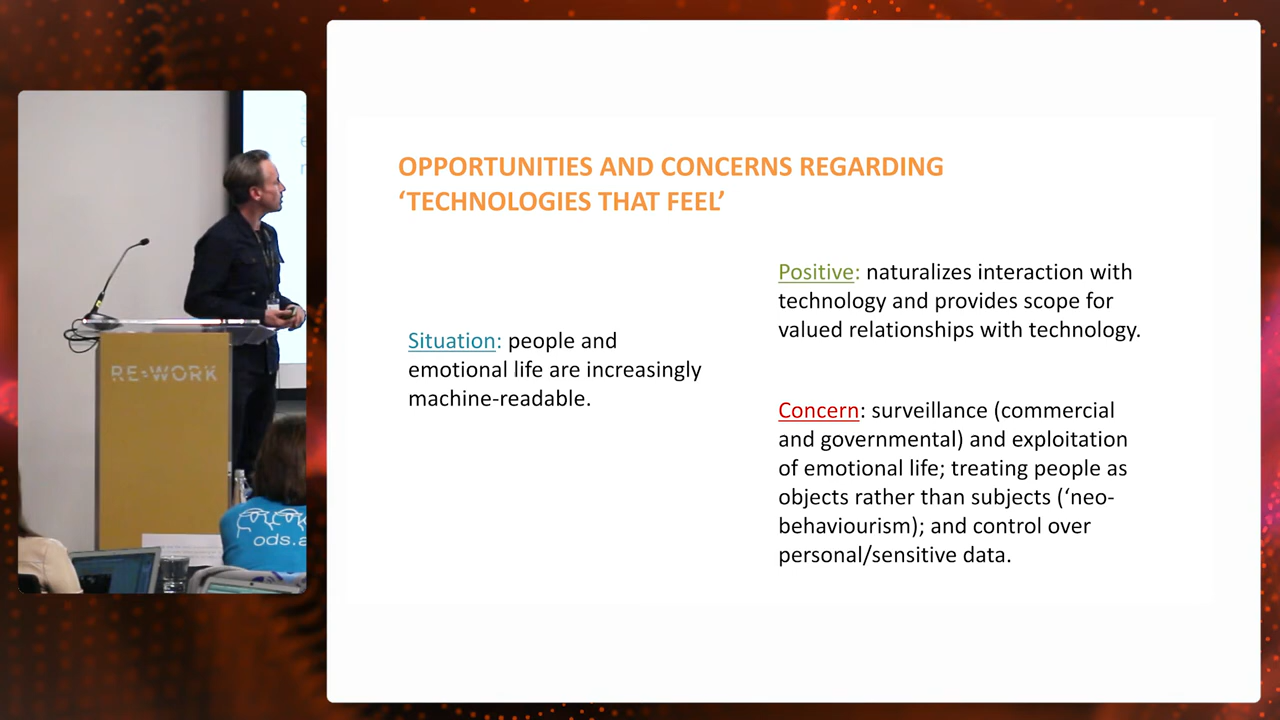 OPPORTUNITIES AND CONCERNS REGARDING
‘TECHNOLOGIES THAT FEEL’
Situation: people and
emotional life are increasingly
machine-readable.
Positive: naturalizes interaction with
technology and provides scope for
valued relationships with technology.
Concern: surveillance (commercial
and governmental) and exploitation
of emotional life; treating people as
objects rather than subjects (‘neo-
behaviourism); and control over
personal/sensitive data.
RE•WORK
ods.a